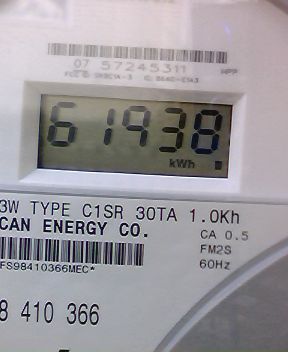 07 57245311
61938
kWh
3W TYPE C1SR 30TA 1.0Kh
CAN ENERGY CO.
CA 0.5
FM2S
60Hz
FS98410366MEC*
8 410 366